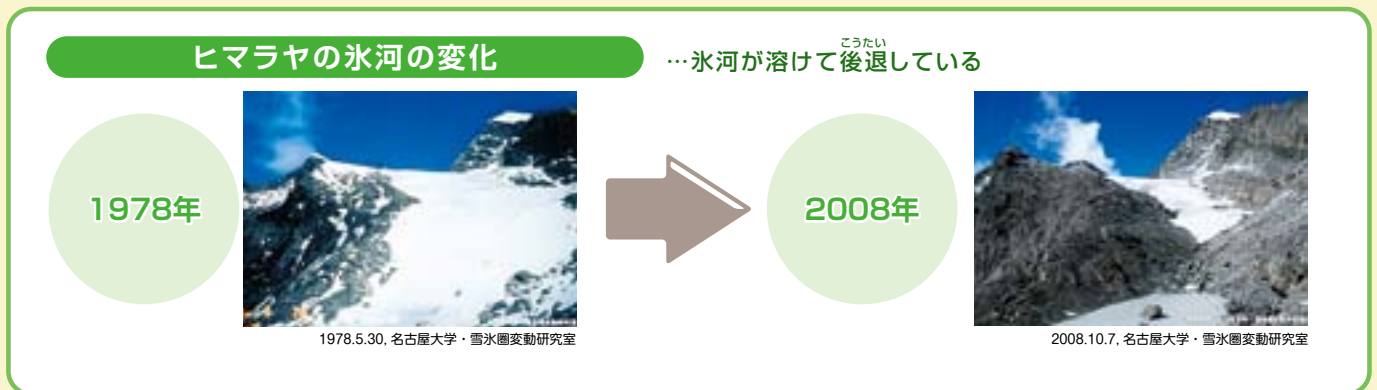 ヒマラヤの氷河の変化
…氷河が溶けて後退している
こうたい
1978年
2008年
1978.5.30, 名古屋大学・雪氷圏変動研究室
2008.10.7, 名古屋大学・雪氷圏変動研究室